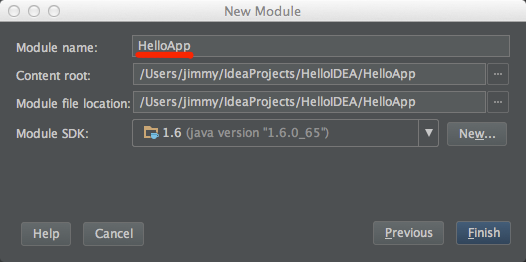 New Module
Module name: HelloApp
Content root: /Users/jimmy/IdeaProjects/HelloIDEA/HelloApp ...
Module file location: /Users/jimmy/IdeaProjects/HelloIDEA/HelloApp ...
Module SDK: 1.6 (java version "1.6.0_65") New...
Help Cancel Previous Finish